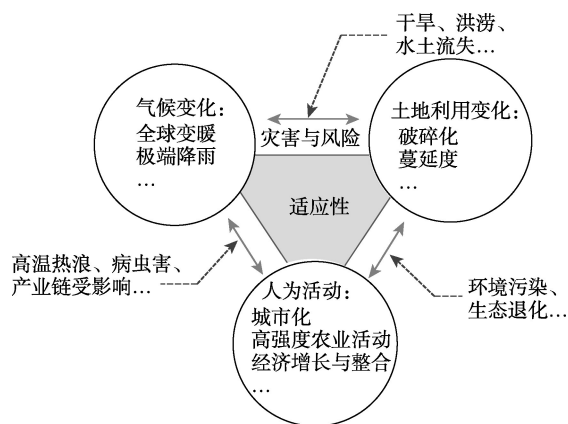 干旱、洪涝、
水土流失…
气候变化：
全球变暖
极端降雨
…
灾害与风险
土地利用变化：
破碎化
蔓延度
…
适应性
高温热浪、病虫害、
产业链受影响…
人为活动：
城市化
高强度农业活动
经济增长与整合
…
环境污染、
生态退化…